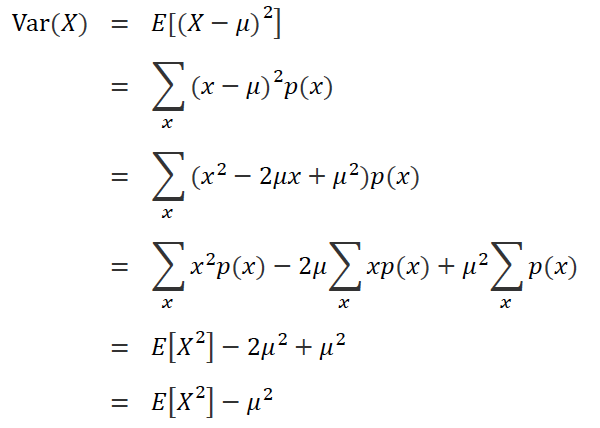 Var(X) = E[(X − μ)²]
= ∑ₓ (x − μ)²p(x)
= ∑ₓ (x² − 2μx + μ²)p(x)
= ∑ₓ x²p(x) − 2μ∑ₓ xp(x) + μ²∑ₓ p(x)
= E[X²] − 2μ² + μ²
= E[X²] − μ²